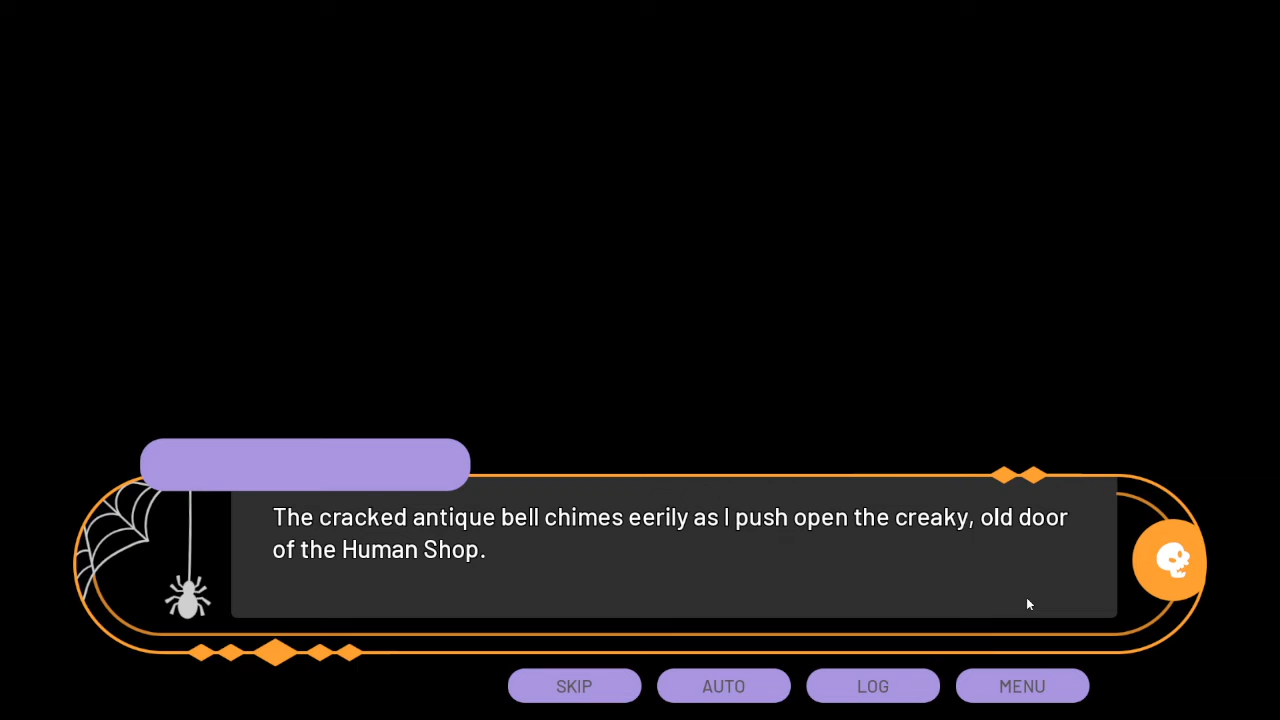 The cracked antique bell chimes eerily as I push open the creaky, old door
of the Human Shop.
SKIP
AUTO
LOG
MENU